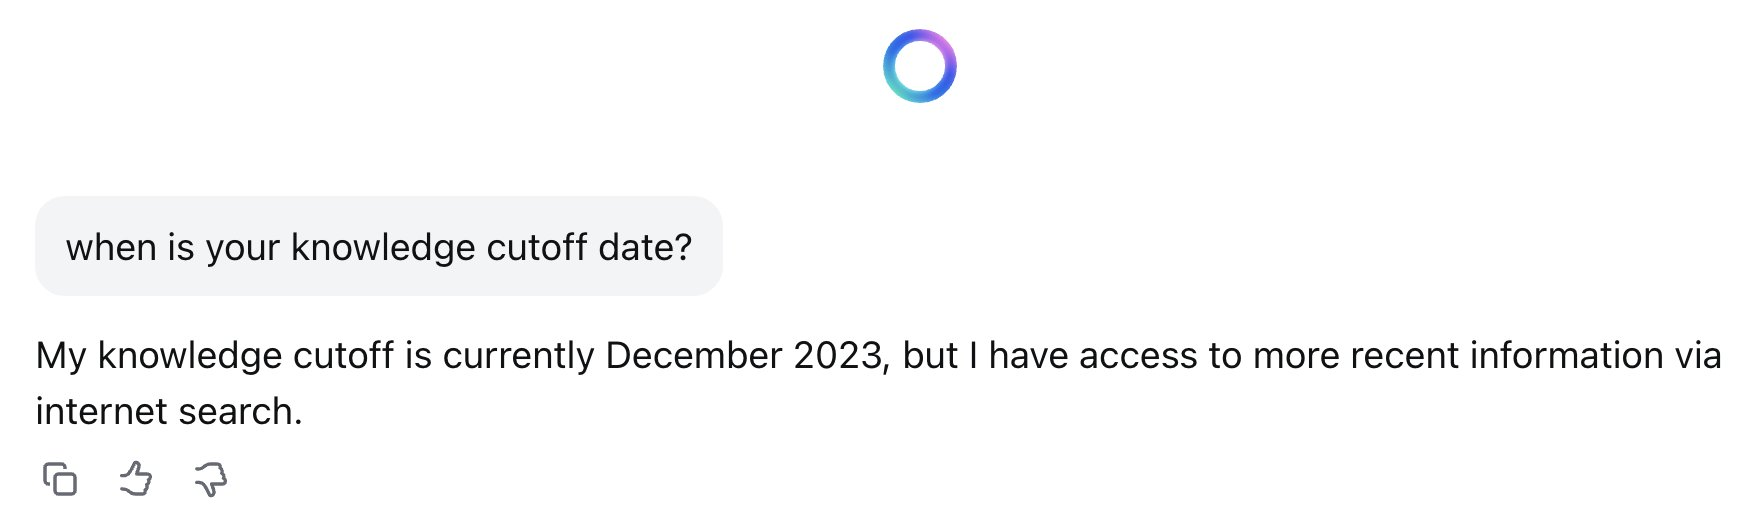 when is your knowledge cutoff date?
My knowledge cutoff is currently December 2023, but I have access to more recent information via
internet search.